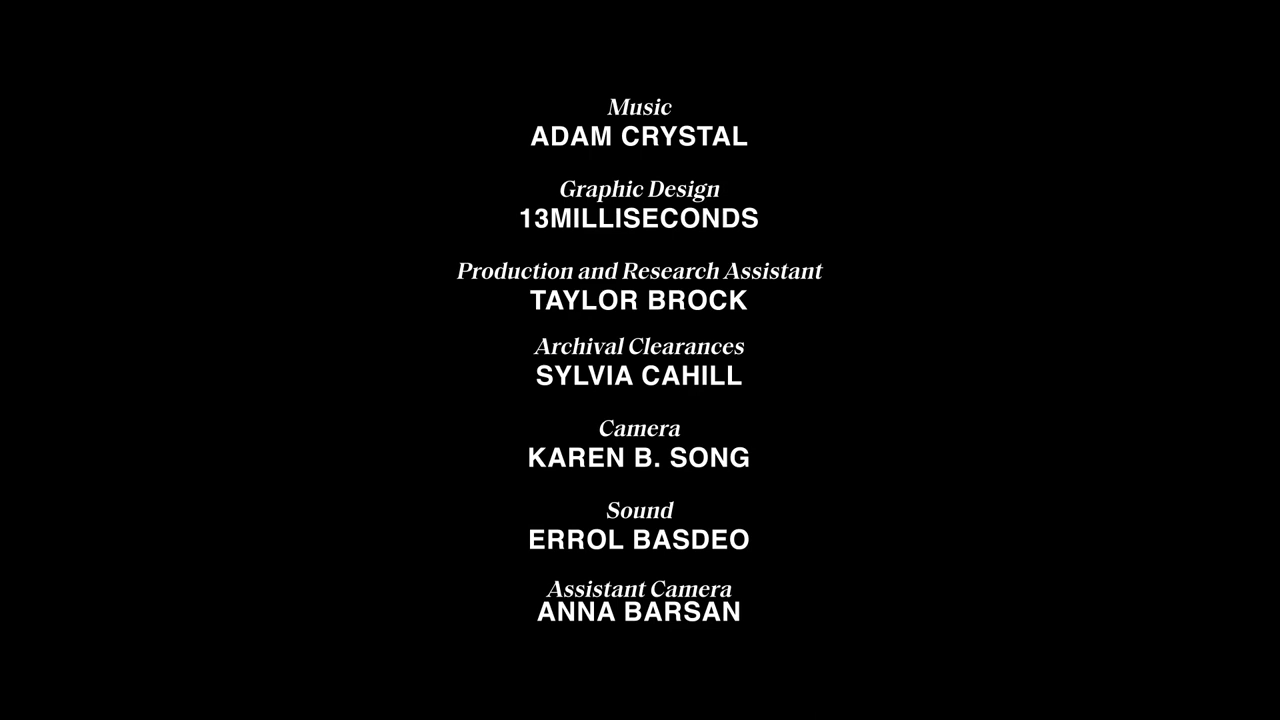 Music
ADAM CRYSTAL
Graphic Design
13MILLISECONDS
Production and Research Assistant
TAYLOR BROCK
Archival Clearances
SYLVIA CAHILL
Camera
KAREN B. SONG
Sound
ERROL BASDEO
Assistant Camera
ANNA BARSAN